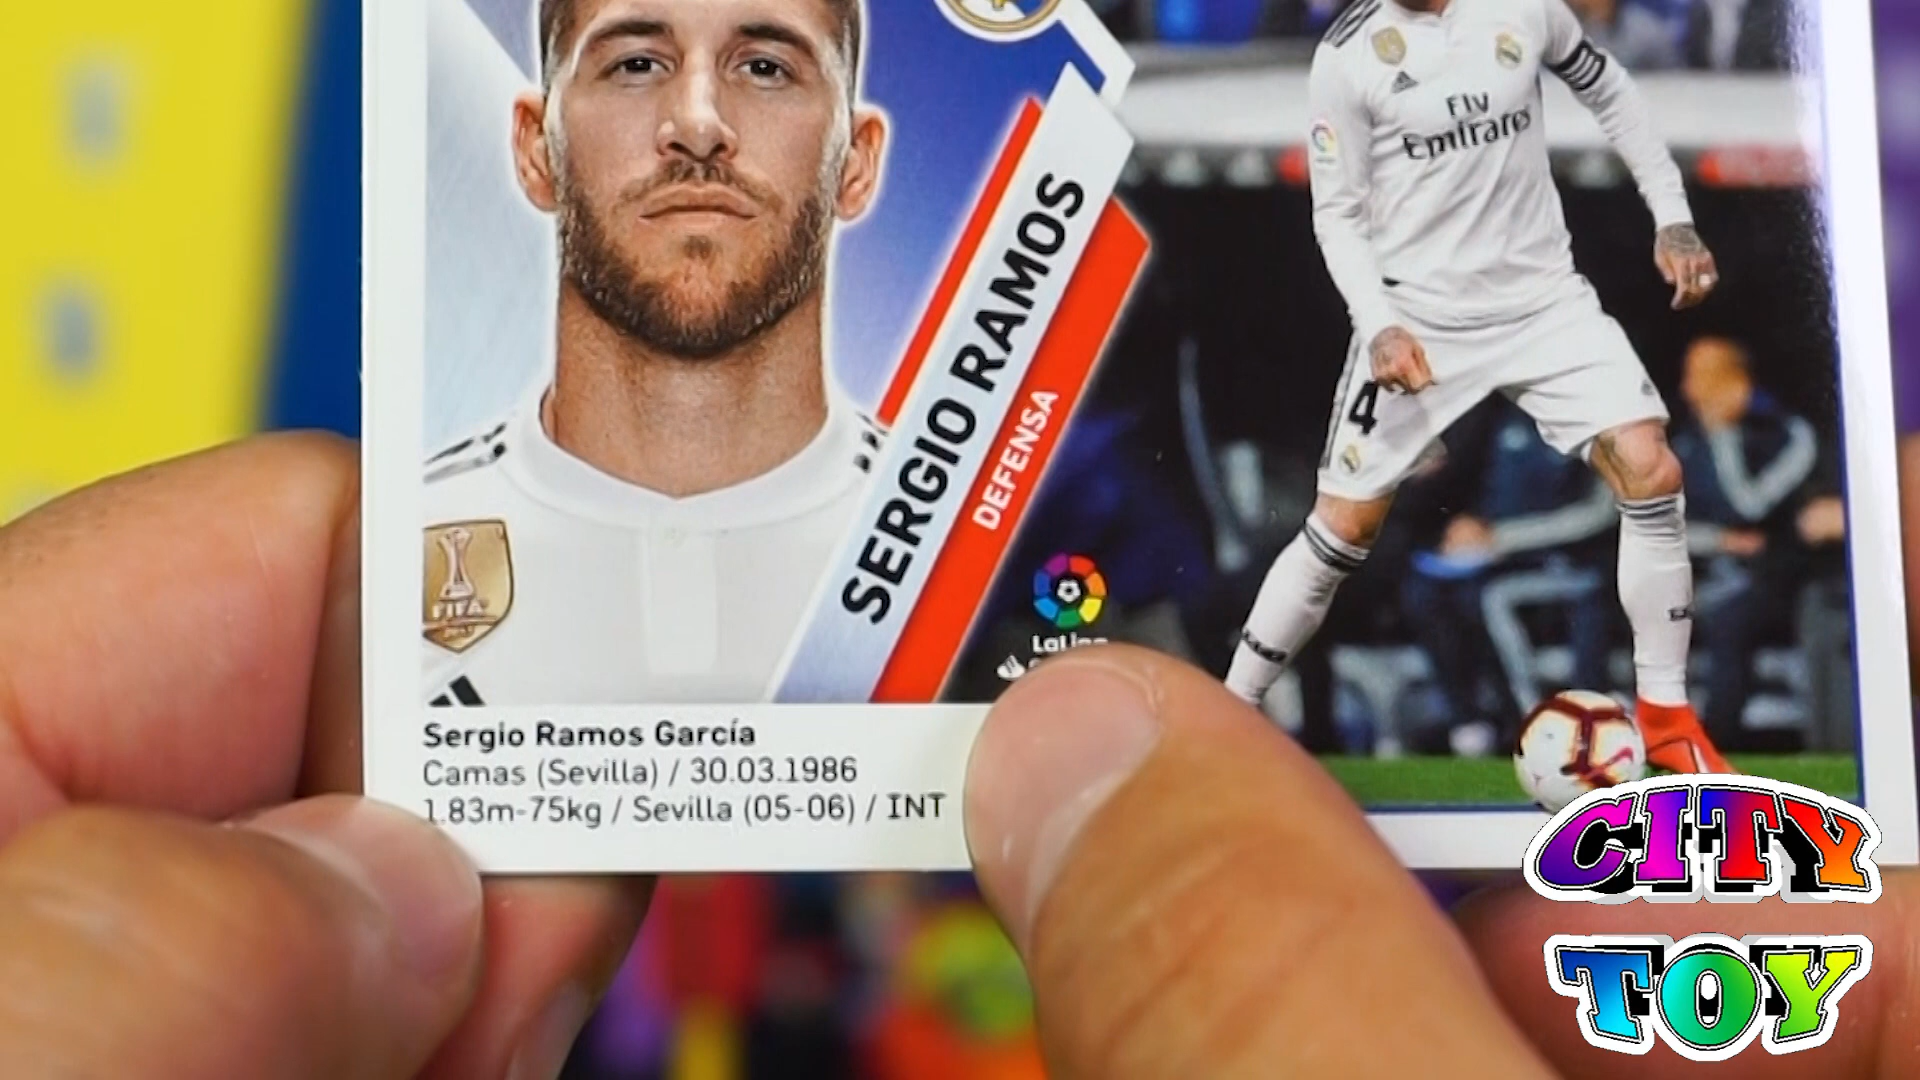 Fly
Emirates
SERGIO RAMOS
DEFENSA
4
FIFA
LaLiga
Sergio Ramos García
Camas (Sevilla) / 30.03.1986
1.83m-75kg / Sevilla (05-06) / INT
CITY
TOY